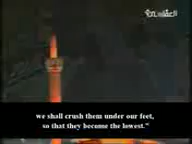 we shall crush them under our feet,
so that they become the lowest."